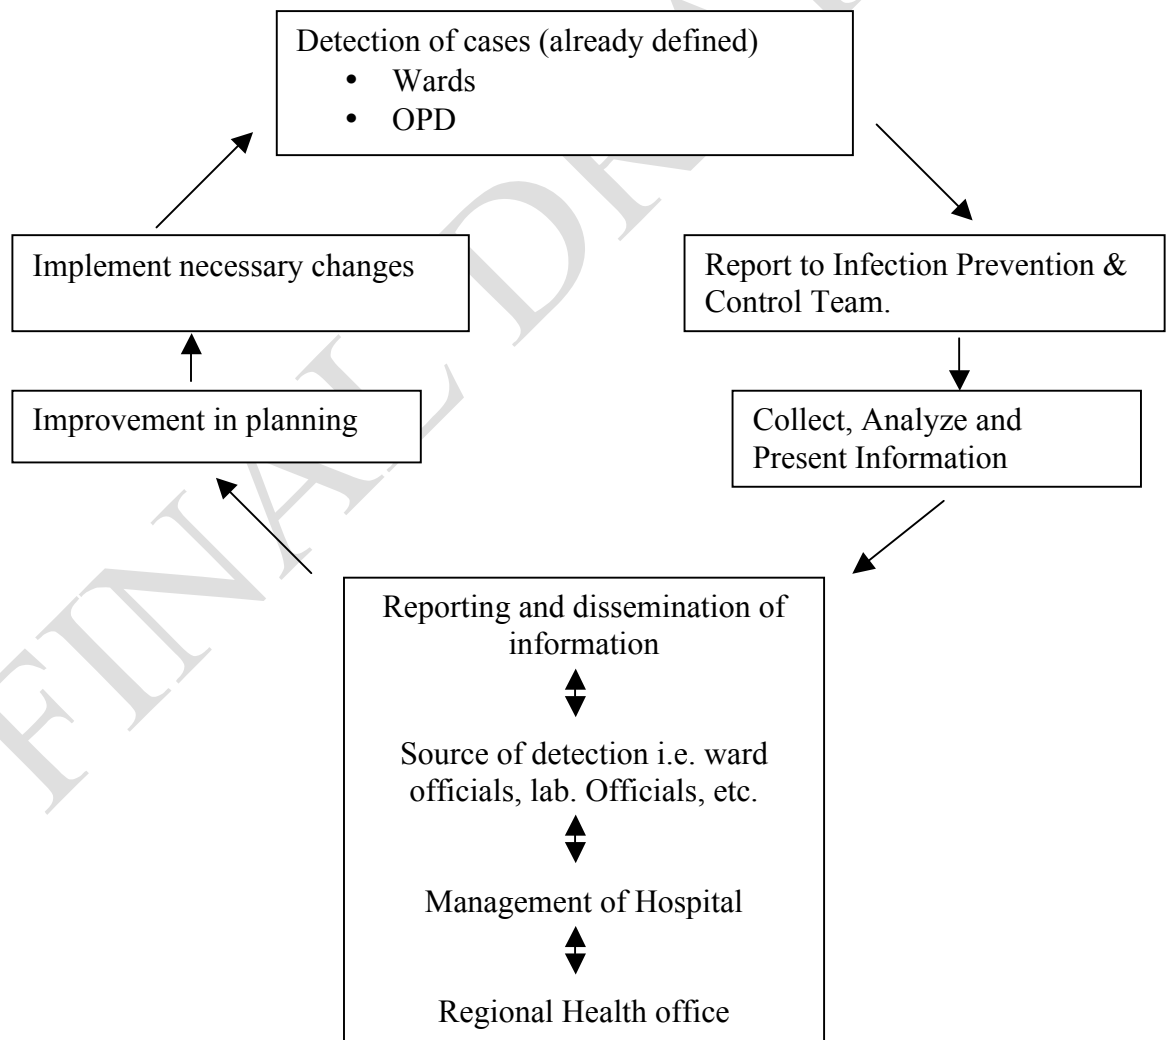 Detection of cases (already defined)
• Wards
• OPD
Implement necessary changes
Report to Infection Prevention &
Control Team.
Improvement in planning
Collect, Analyze and
Present Information
Reporting and dissemination of
information
Source of detection i.e. ward
officials, lab. Officials, etc.
Management of Hospital
Regional Health office
FINAL DRA